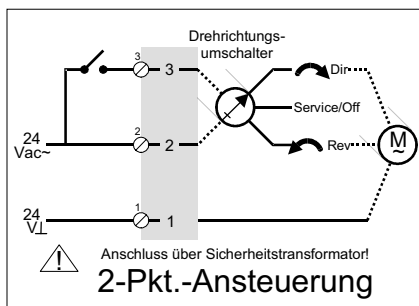 Drehrichtungs-
umschalter
3
3
Dir
Service/Off
24
Vac~
2
2
Rev
M
~
24
V⊥
1
1
!
Anschluss über Sicherheitstransformator!
2-Pkt.-Ansteuerung